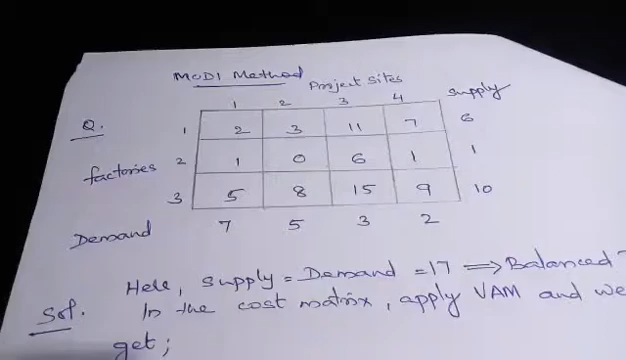 MODI Method
Project sites
1 2 3 4 supply
Q.
1 2 3 11 7 6
factories 2 1 0 6 1 1
3 5 8 15 9 10
Demand 7 5 3 2
Here, supply = Demand = 17 ⟹ Balanced
Sol. In the cost matrix, apply VAM and we
get;